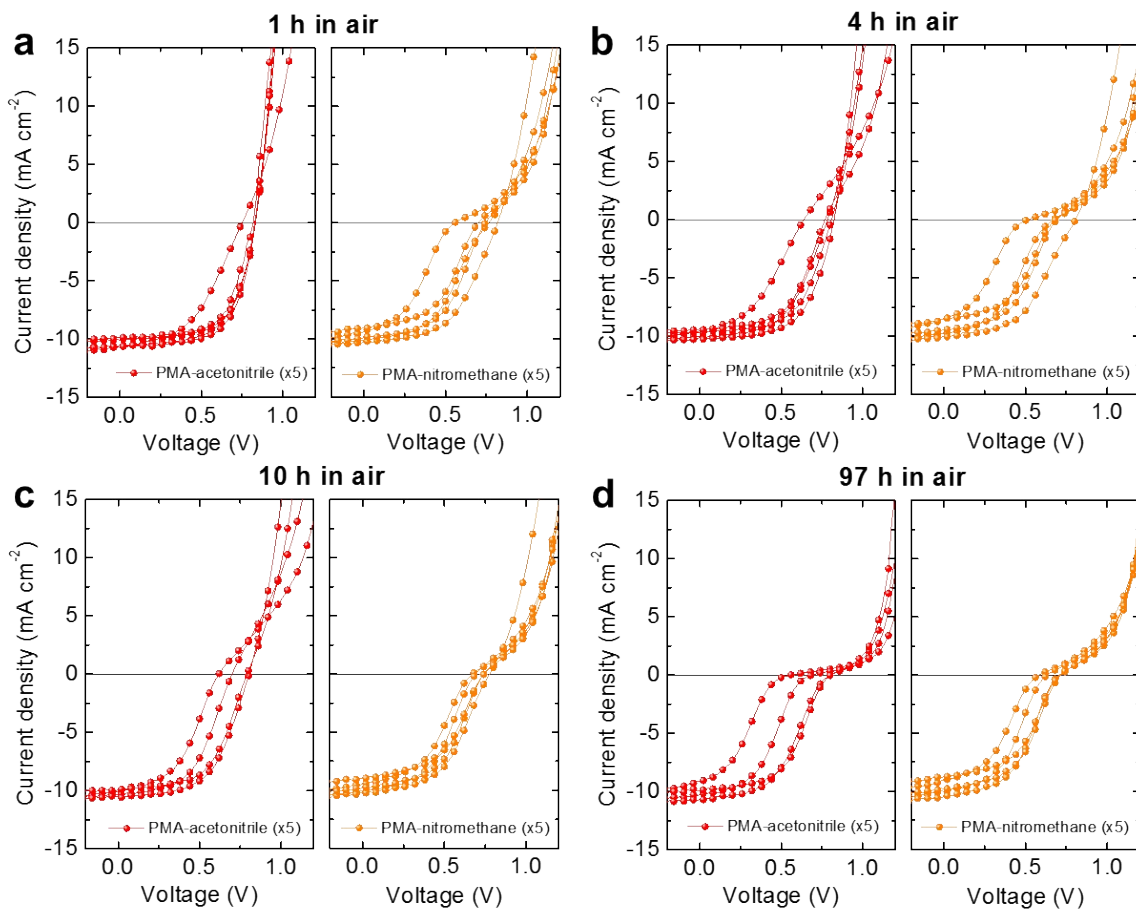 a
1 h in air
Current density (mA cm-2)
15
10
5
0
-5
-10
-15
PMA-acetonitrile (x5)
0.0 0.5 1.0
Voltage (V)
PMA-nitromethane (x5)
0.0 0.5 1.0
Voltage (V)
b
4 h in air
Current density (mA cm-2)
15
10
5
0
-5
-10
-15
PMA-acetonitrile (x5)
0.0 0.5 1.0
Voltage (V)
PMA-nitromethane (x5)
0.0 0.5 1.0
Voltage (V)
c
10 h in air
Current density (mA cm-2)
15
10
5
0
-5
-10
-15
PMA-acetonitrile (x5)
0.0 0.5 1.0
Voltage (V)
PMA-nitromethane (x5)
0.0 0.5 1.0
Voltage (V)
d
97 h in air
Current density (mA cm-2)
15
10
5
0
-5
-10
-15
PMA-acetonitrile (x5)
0.0 0.5 1.0
Voltage (V)
PMA-nitromethane (x5)
0.0 0.5 1.0
Voltage (V)